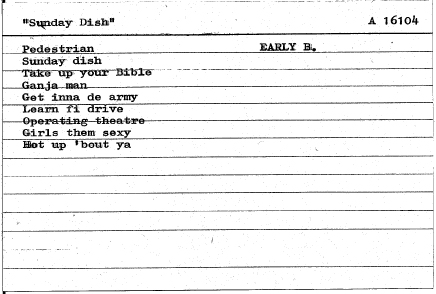 "Sunday Dish" A 16104
Pedestrian EARLY B.
Sunday dish
Take up your Bible
Ganja man
Get inna de army
Learn fi drive
Operating theatre
Girls them sexy
Hot up 'bout ya